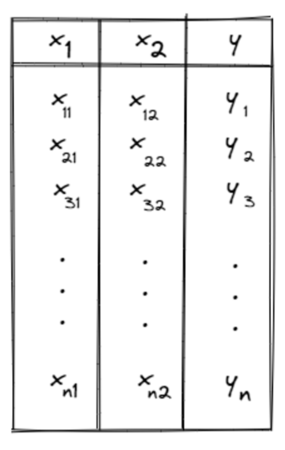 x₁ x₂ y
x₁₁ x₁₂ y₁
x₂₁ x₂₂ y₂
x₃₁ x₃₂ y₃
. . .
. . .
. . .
xₙ₁ xₙ₂ yₙ